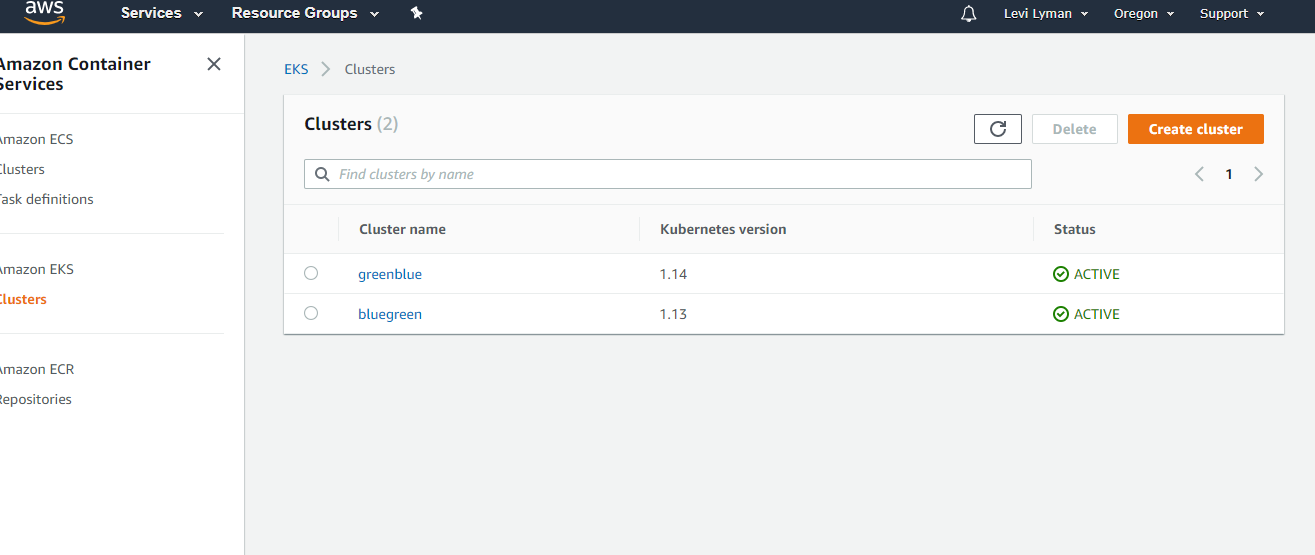 aws Services Resource Groups Levi Lyman Oregon Support
Amazon Container
Services
Amazon ECS
Clusters
Task definitions
Amazon EKS
Clusters
Amazon ECR
Repositories
EKS Clusters
Clusters (2)
Delete Create cluster
Find clusters by name 1
Cluster name Kubernetes version Status
greenblue 1.14 ACTIVE
bluegreen 1.13 ACTIVE